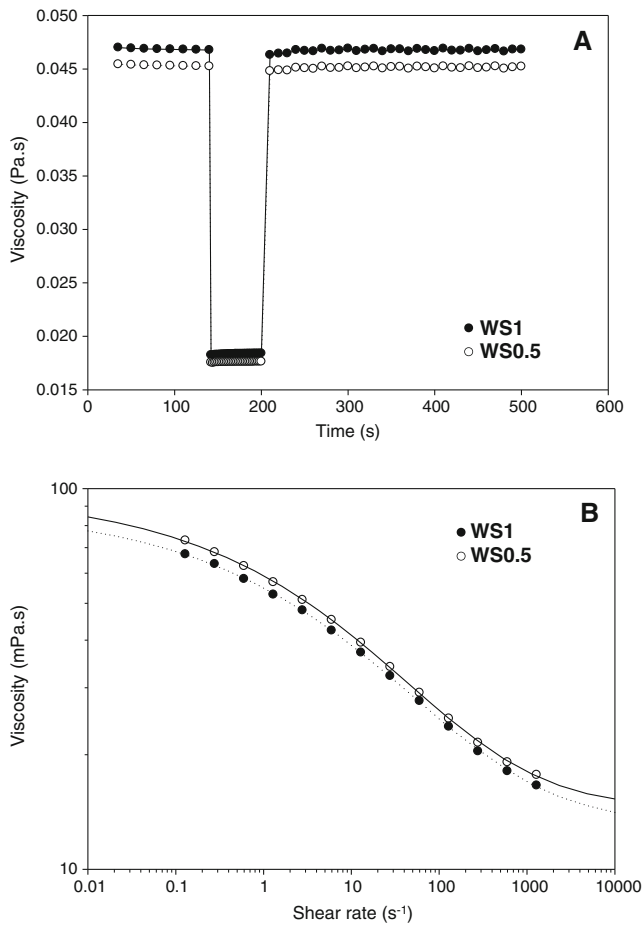 A
0.050
0.045
0.040
0.035
0.030
0.025
0.020
0.015
Viscosity (Pa.s)
WS1
WS0.5
0 100 200 300 400 500 600
Time (s)
B
100
10
Viscosity (mPa.s)
WS1
WS0.5
0.01 0.1 1 10 100 1000 10000
Shear rate (s⁻¹)